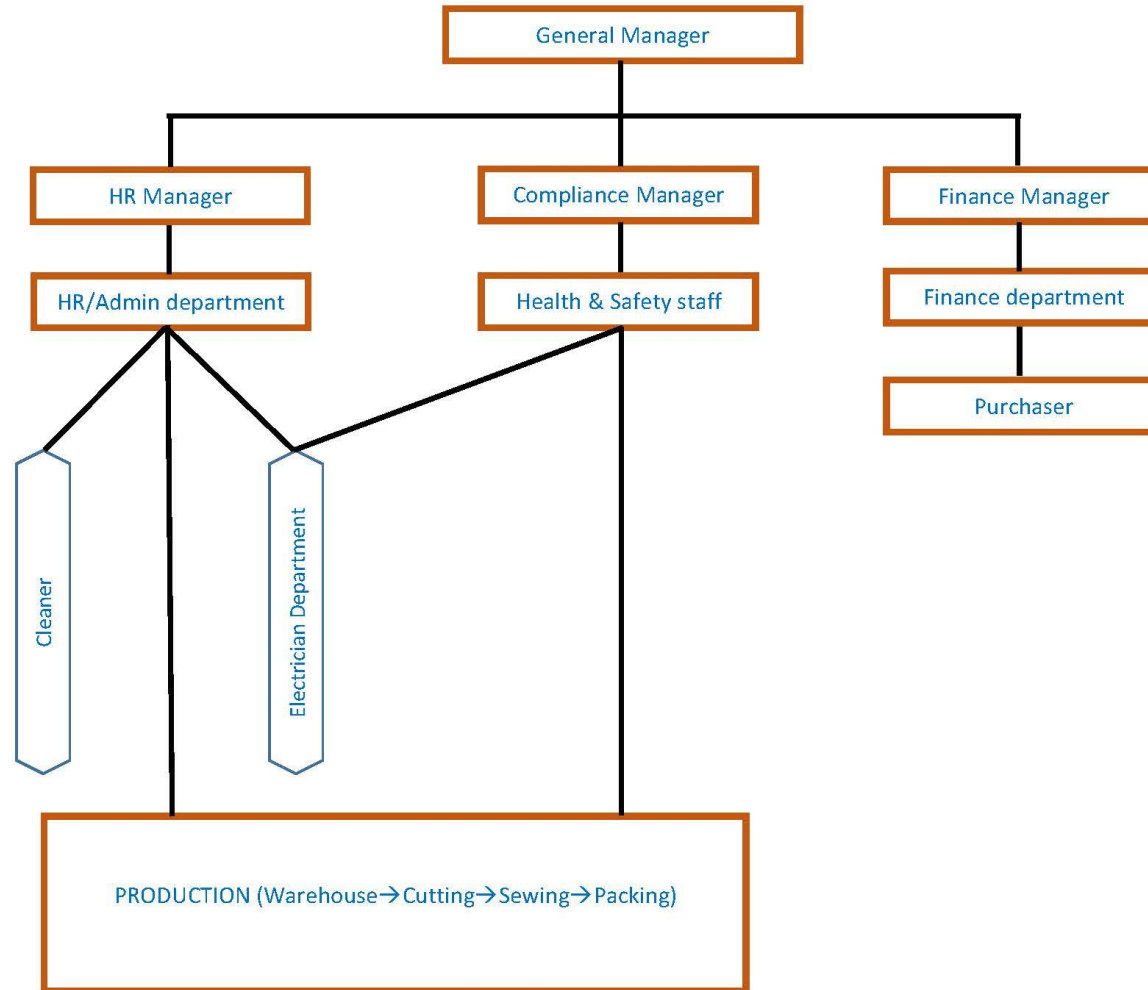 General Manager
HR Manager
Compliance Manager
Finance Manager
HR/Admin department
Health & Safety staff
Finance department
Purchaser
Cleaner
Electrician Department
PRODUCTION (Warehouse→Cutting→Sewing→Packing)